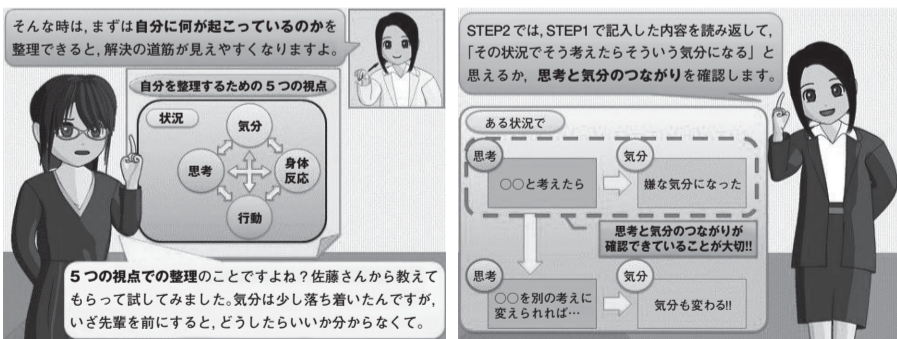 そんな時は，まずは自分に何が起こっているのかを
整理できると，解決の道筋が見えやすくなりますよ。
自分を整理するための5つの視点
状況
気分
思考
身体
反応
行動
5つの視点での整理のことですよね？佐藤さんから教えて
もらって試してみました。気分は少し落ち着いたんですが，
いざ先輩を前にすると，どうしたらいいか分からなくて。
STEP2では，STEP1で記入した内容を読み返して，
「その状況でそう考えたらそういう気分になる」と
思えるか，思考と気分のつながりを確認します。
ある状況で
思考
気分
○○と考えたら
嫌な気分になった
思考と気分のつながりが
確認できていることが大切!!
思考
気分
○○を別の考えに
変えられれば…
気分も変わる!!